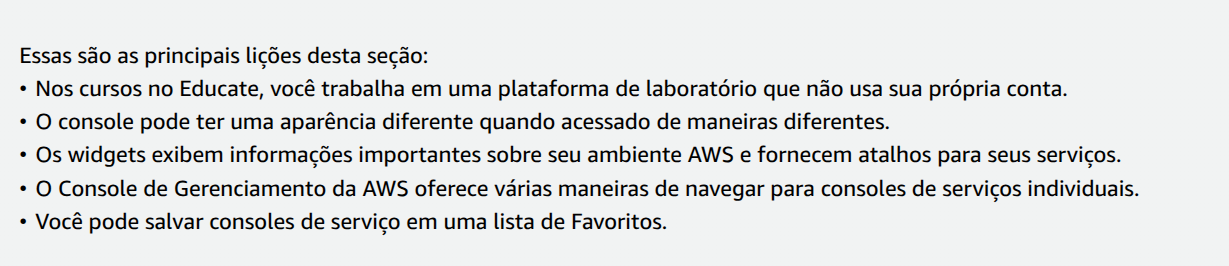 Essas são as principais lições desta seção:
• Nos cursos no Educate, você trabalha em uma plataforma de laboratório que não usa sua própria conta.
• O console pode ter uma aparência diferente quando acessado de maneiras diferentes.
• Os widgets exibem informações importantes sobre seu ambiente AWS e fornecem atalhos para seus serviços.
• O Console de Gerenciamento da AWS oferece várias maneiras de navegar para consoles de serviços individuais.
• Você pode salvar consoles de serviço em uma lista de Favoritos.